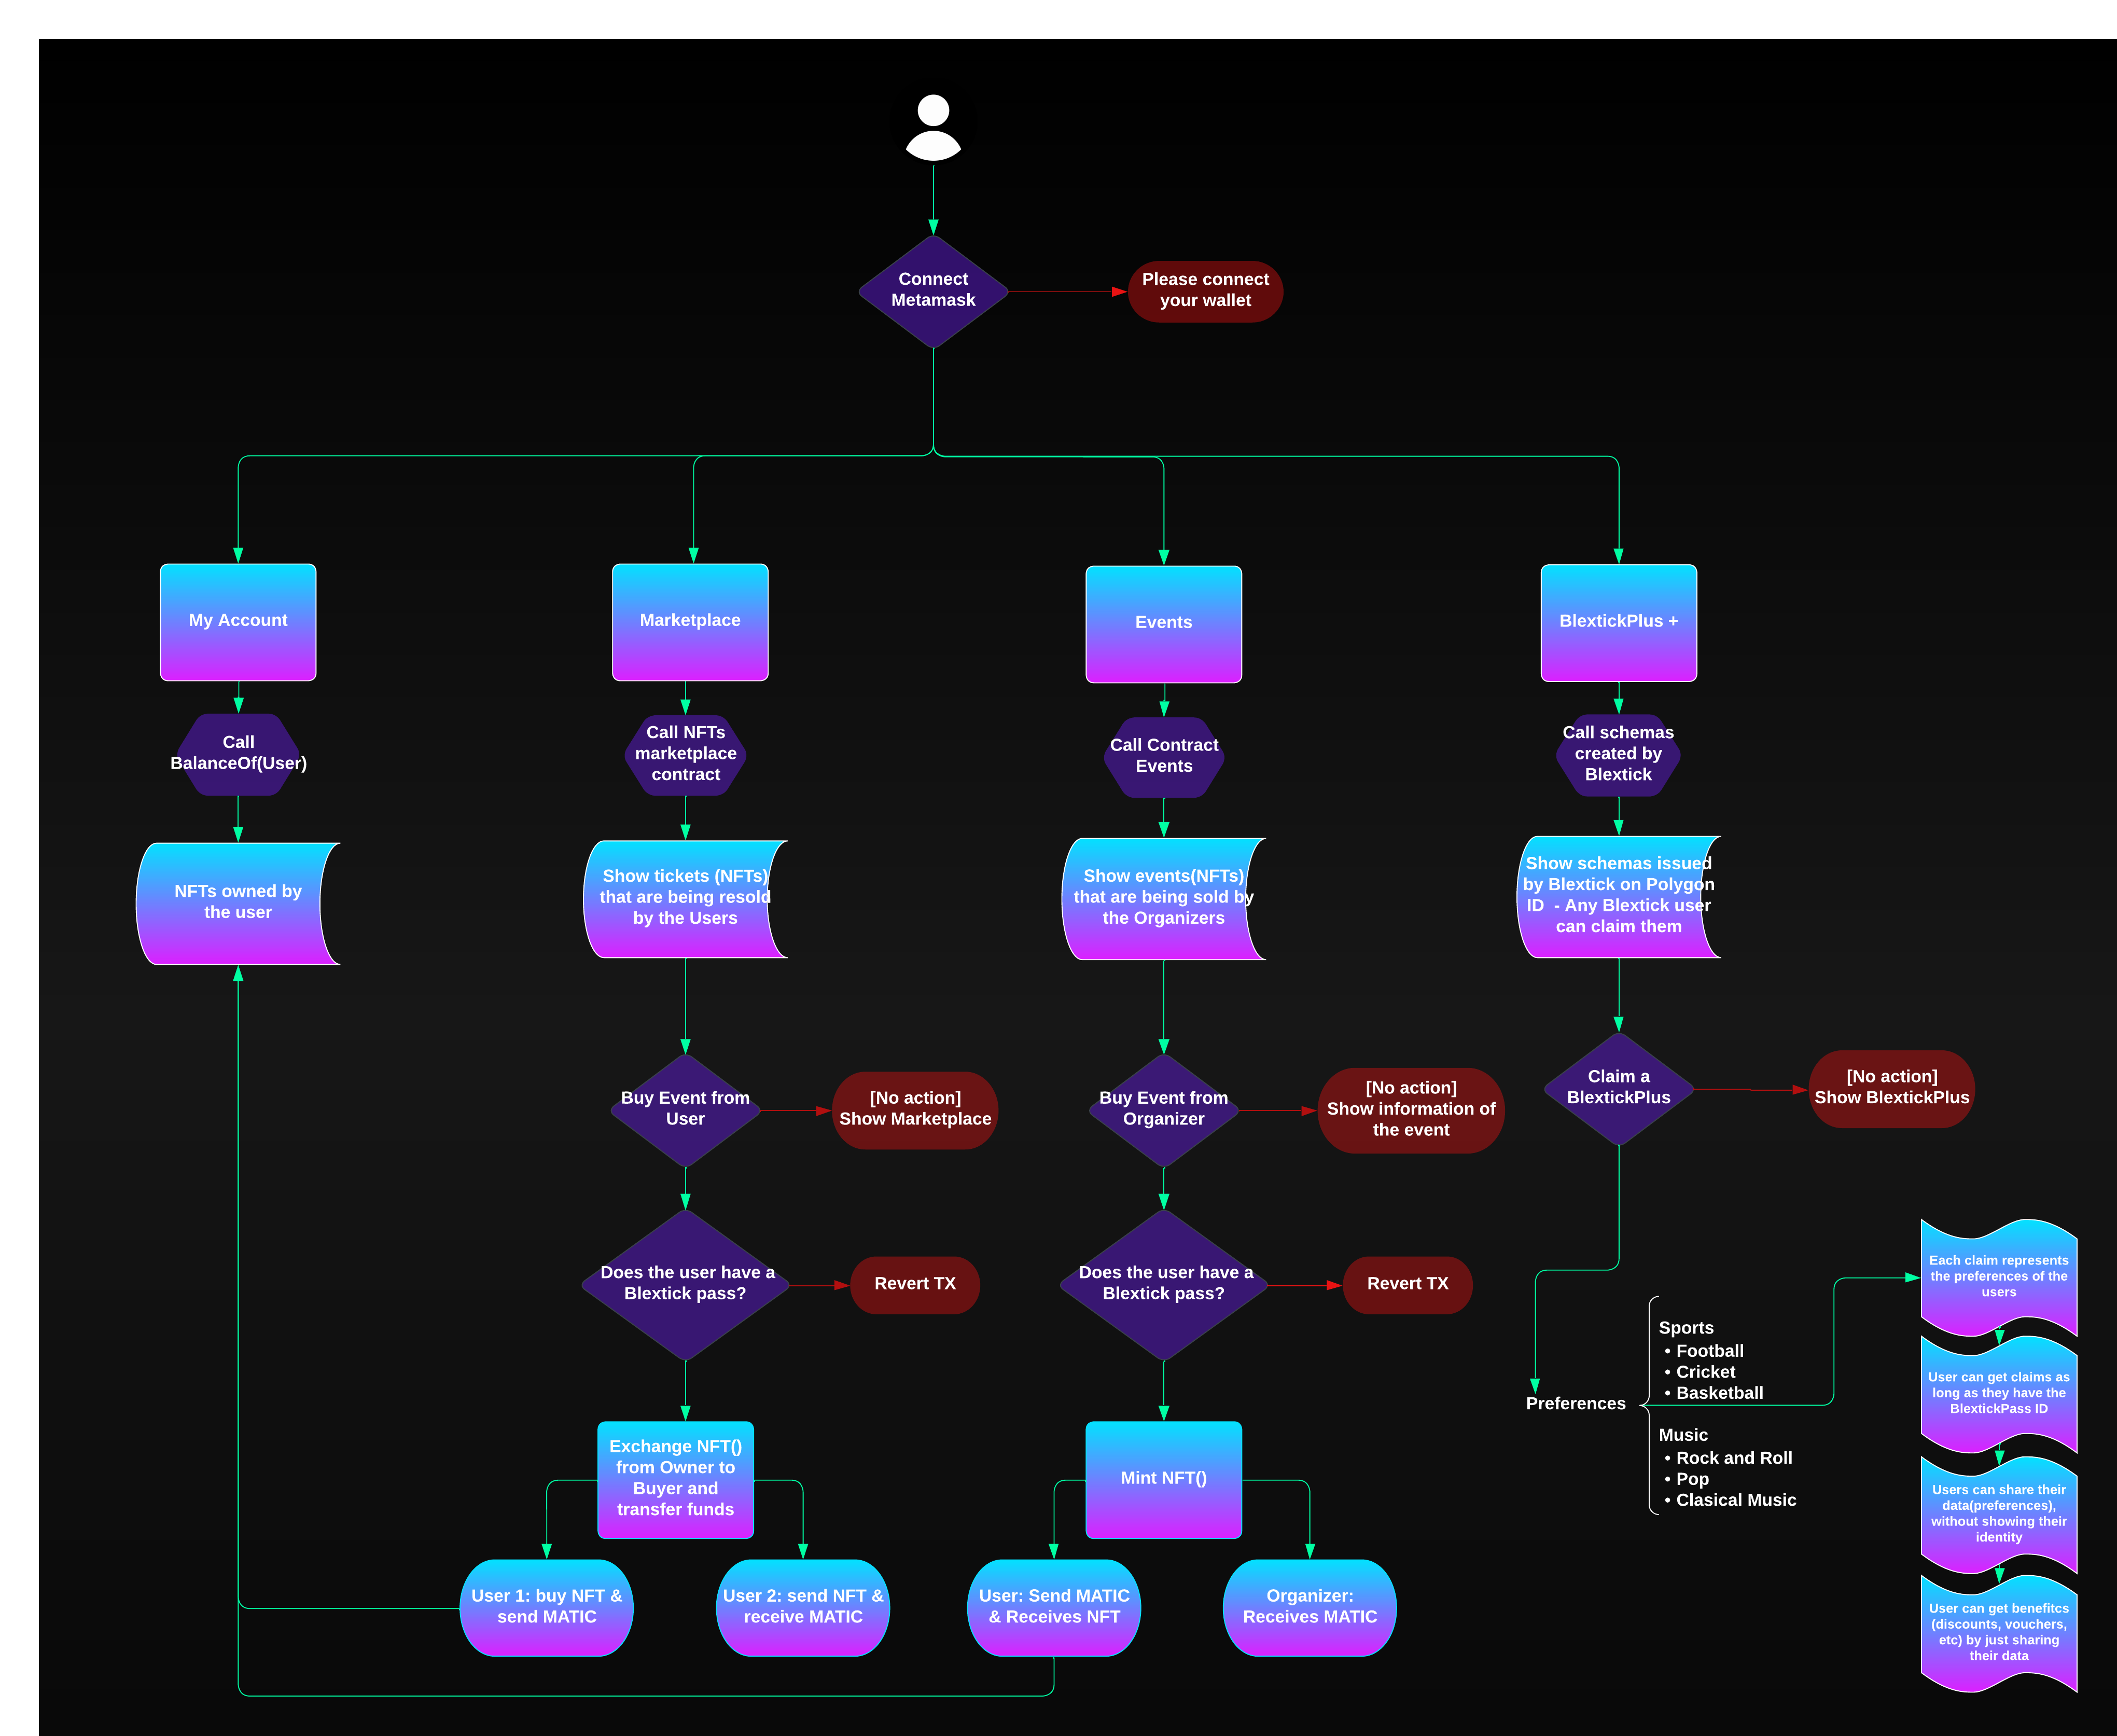 Connect
Metamask
Please connect
your wallet
My Account
Marketplace
Events
BlextickPlus +
Call
BalanceOf(User)
Call NFTs
marketplace
contract
Call Contract
Events
Call schemas
created by
Blextick
NFTs owned by
the user
Show tickets (NFTs)
that are being resold
by the Users
Show events(NFTs)
that are being sold by
the Organizers
Show schemas issued
by Blextick on Polygon
ID  - Any Blextick user
can claim them
Buy Event from
User
[No action]
Show Marketplace
Buy Event from
Organizer
[No action]
Show information of
the event
Claim a
BlextickPlus
[No action]
Show BlextickPlus
Does the user have a
Blextick pass?
Revert TX
Does the user have a
Blextick pass?
Revert TX
Preferences
Sports
• Football
• Cricket
• Basketball
Music
• Rock and Roll
• Pop
• Clasical Music
Each claim represents
the preferences of the
users
User can get claims as
long as they have the
BlextickPass ID
Users can share their
data(preferences),
without showing their
identity
User can get benefitcs
(discounts, vouchers,
etc) by just sharing
their data
Exchange NFT()
from Owner to
Buyer and
transfer funds
Mint NFT()
User 1: buy NFT &
send MATIC
User 2: send NFT &
receive MATIC
User: Send MATIC
& Receives NFT
Organizer:
Receives MATIC